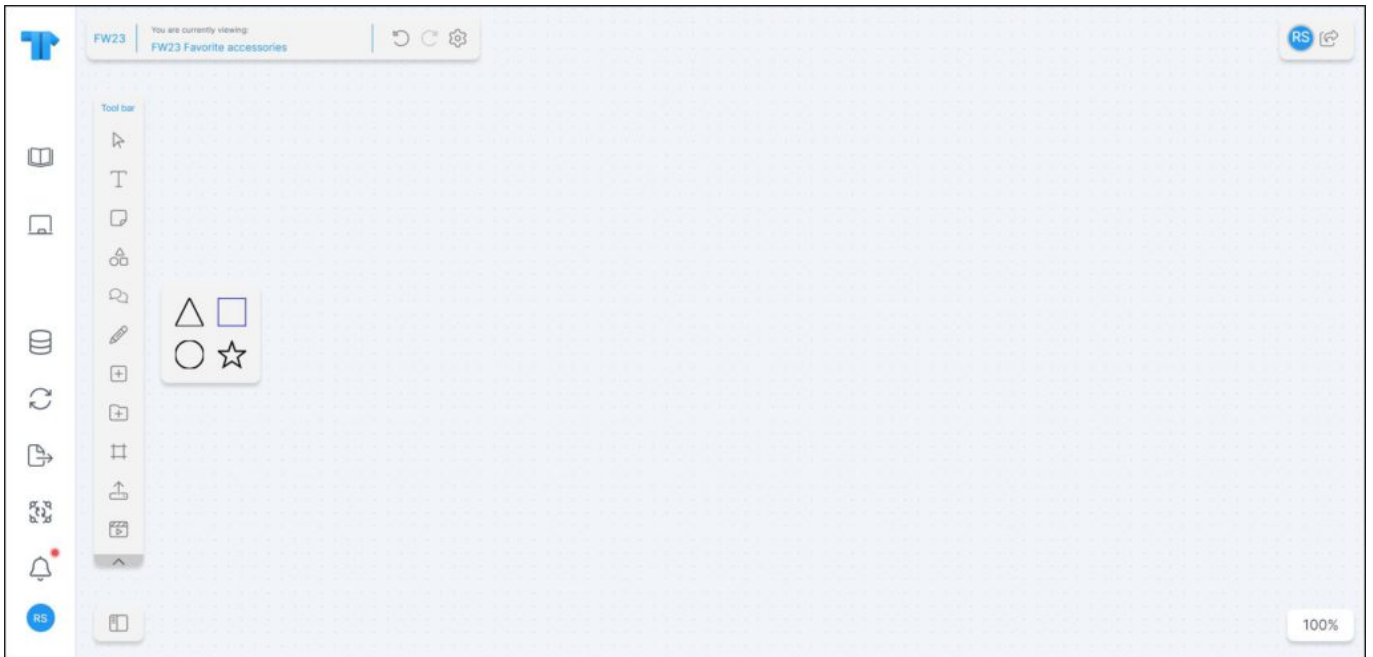 FW23
You are currently viewing:
FW23 Favorite accessories
RS
Tool bar
RS
100%